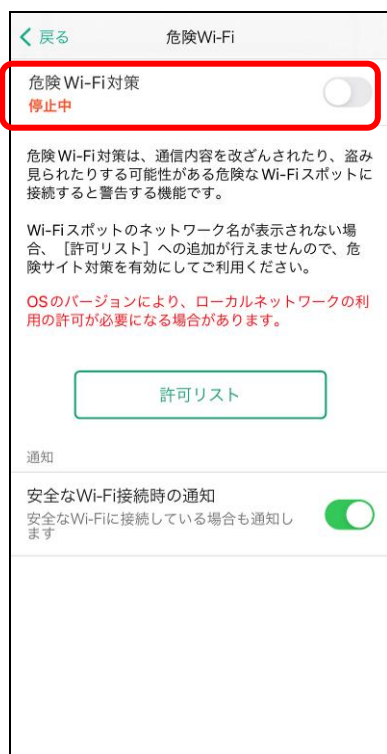 戻る 危険Wi-Fi
危険Wi-Fi対策
停止中
危険Wi-Fi対策は、通信内容を改ざんされたり、盗み
見られたりする可能性がある危険なWi-Fiスポットに
接続すると警告する機能です。
Wi-Fiスポットのネットワーク名が表示されない場
合、［許可リスト］への追加が行えませんので、危
険サイト対策を有効にしてご利用ください。
OSのバージョンにより、ローカルネットワークの利
用の許可が必要になる場合があります。
許可リスト
通知
安全なWi-Fi接続時の通知
安全なWi-Fiに接続している場合も通知し
ます